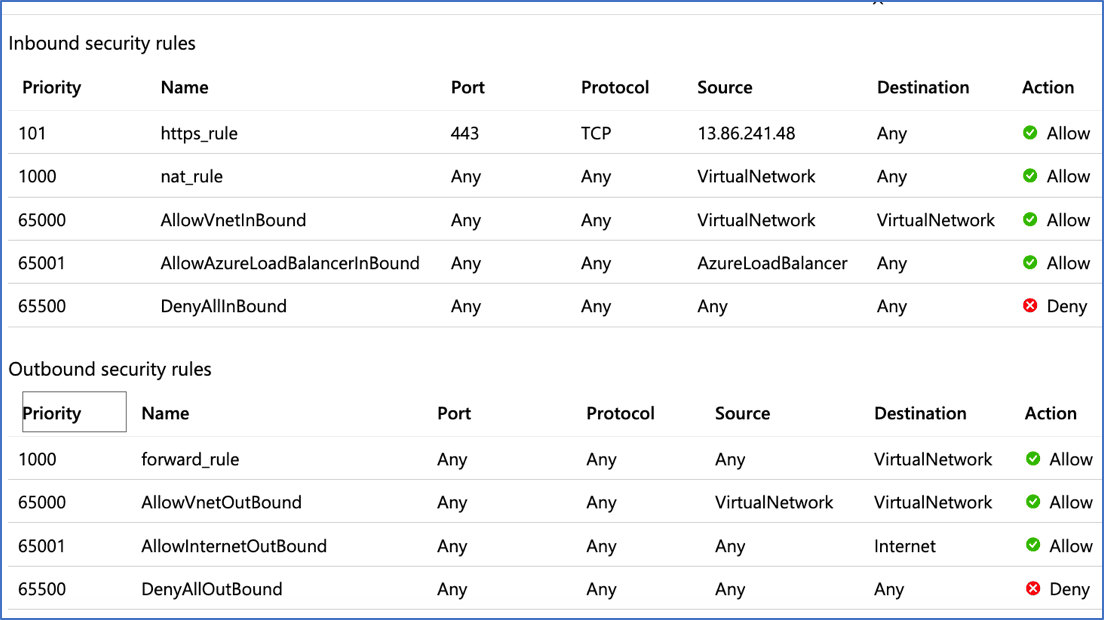 Inbound security rules
Priority Name Port Protocol Source Destination Action
101 https_rule 443 TCP 13.86.241.48 Any Allow
1000 nat_rule Any Any VirtualNetwork Any Allow
65000 AllowVnetInBound Any Any VirtualNetwork VirtualNetwork Allow
65001 AllowAzureLoadBalancerInBound Any Any AzureLoadBalancer Any Allow
65500 DenyAllInBound Any Any Any Any Deny
Outbound security rules
Priority Name Port Protocol Source Destination Action
1000 forward_rule Any Any Any VirtualNetwork Allow
65000 AllowVnetOutBound Any Any VirtualNetwork VirtualNetwork Allow
65001 AllowInternetOutBound Any Any Any Internet Allow
65500 DenyAllOutBound Any Any Any Any Deny